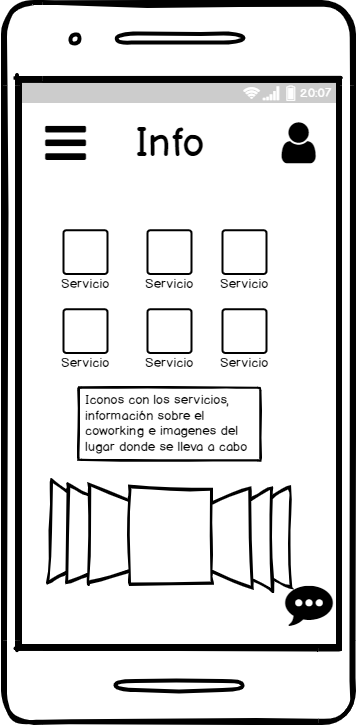 20:07
Info
Servicio Servicio Servicio
Servicio Servicio Servicio
Iconos con los servicios,
información sobre el
coworking e imagenes del
lugar donde se lleva a cabo